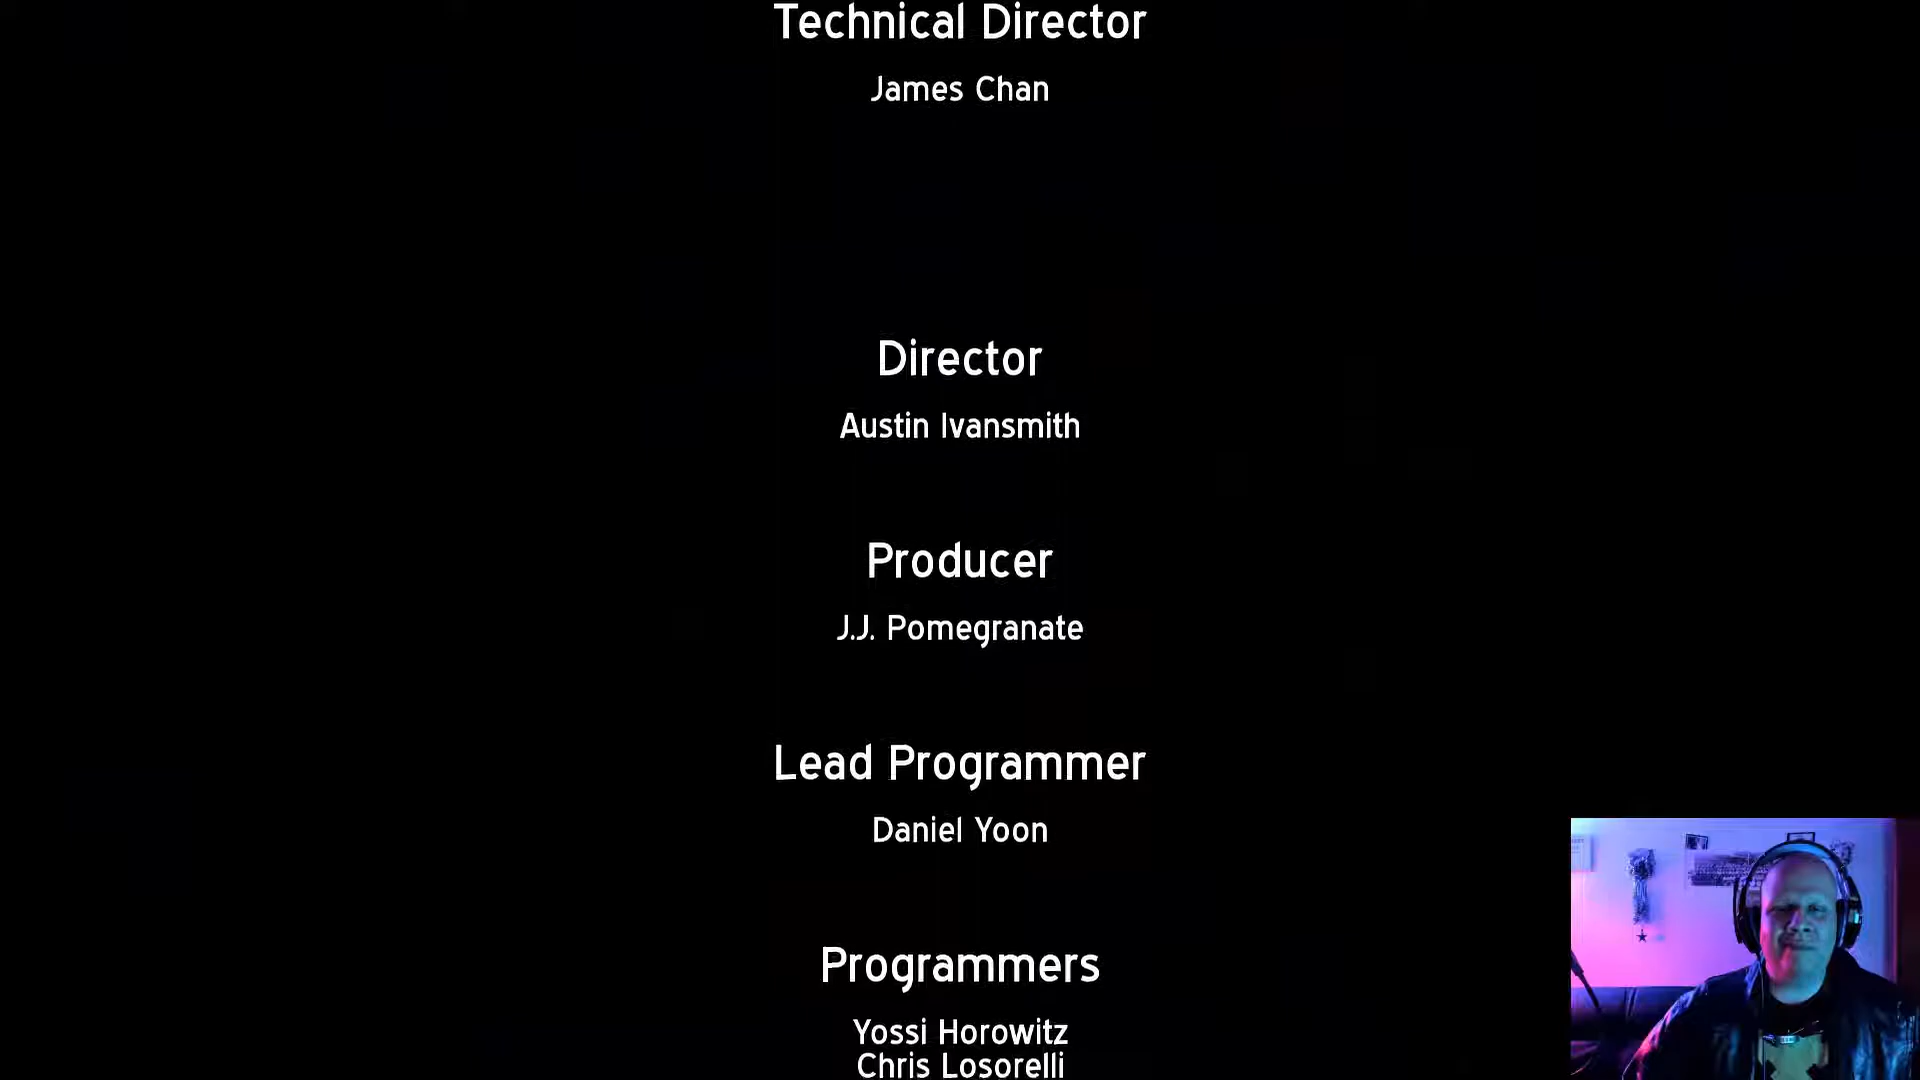 Technical Director
James Chan
Director
Austin Ivansmith
Producer
J.J. Pomegranate
Lead Programmer
Daniel Yoon
Programmers
Yossi Horowitz
Chris Losorelli